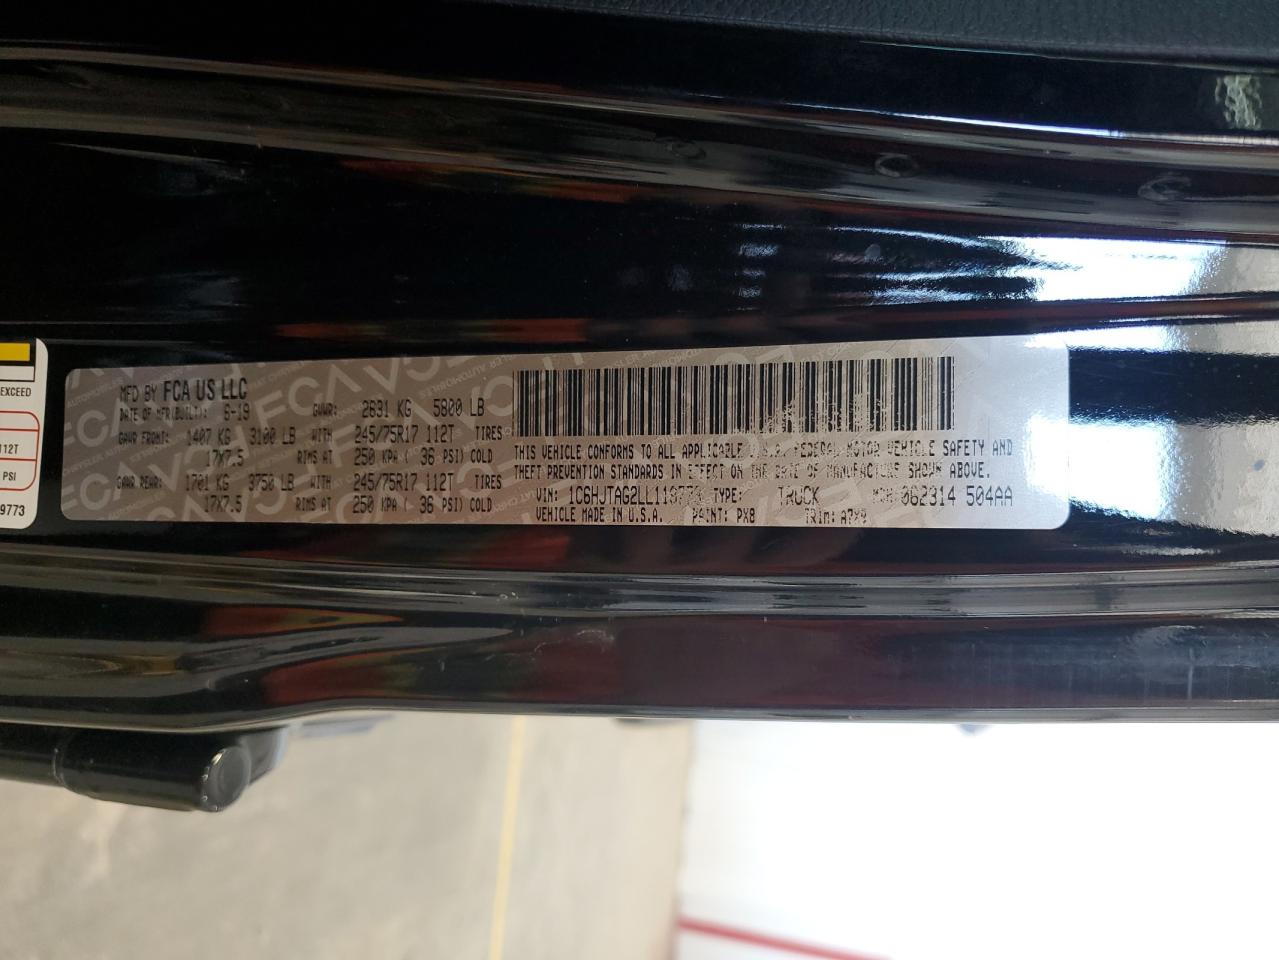 EXCEED
112T
PSI
9773
MFD BY FCA US LLC
DATE OF MFR(BUILT): 6-19 GVWR: 2631 KG 5800 LB
GAWR FRONT: 1407 KG 3100 LB WITH 245/75R17 112T TIRES
17X7.5 RIMS AT 250 KPA ( 36 PSI) COLD
GAWR REAR: 1701 KG 3750 LB WITH 245/75R17 112T TIRES
17X7.5 RIMS AT 250 KPA ( 36 PSI) COLD
THIS VEHICLE CONFORMS TO ALL APPLICABLE U.S.A. FEDERAL MOTOR VEHICLE SAFETY AND
THEFT PREVENTION STANDARDS IN EFFECT ON THE DATE OF MANUFACTURE SHOWN ABOVE.
VIN: TYPE: TRUCK MDH: 062314 504AA
VEHICLE MADE IN U.S.A. PAINT: PX8 TRIM: